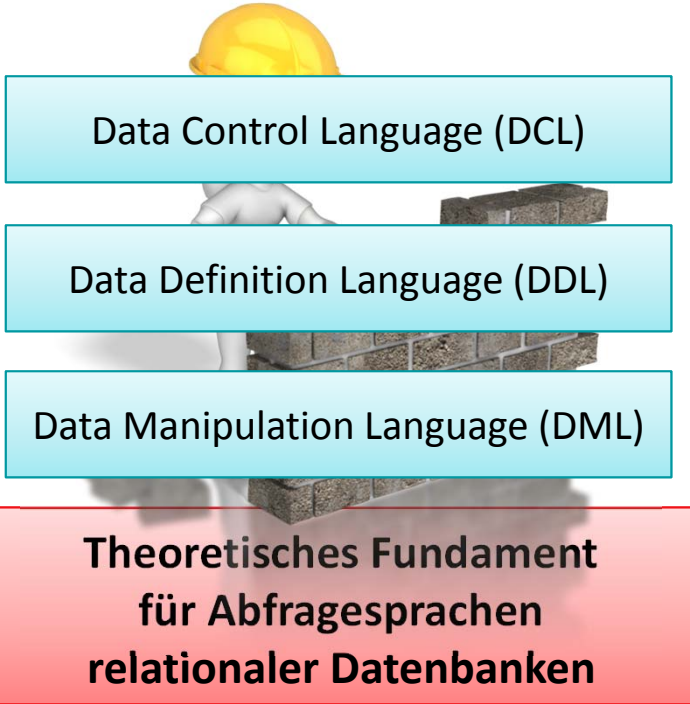 Data Control Language (DCL)
Data Definition Language (DDL)
Data Manipulation Language (DML)
Theoretisches Fundament
für Abfragesprachen
relationaler Datenbanken